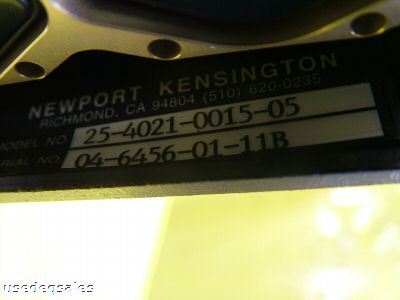 NEWPORT KENSINGTON
RICHMOND, CA 94804 (510) 620-0235
MODEL NO 25-4021-0015-05
SERIAL NO 04-6456-01-11B
usedeqsales